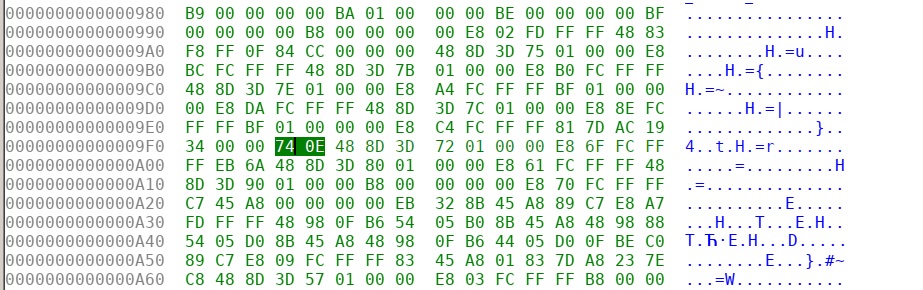 0000000000000980 B9 00 00 00 00 BA 01 00 00 00 BE 00 00 00 00 BF ................
0000000000000990 00 00 00 00 B8 00 00 00 00 E8 02 FD FF FF 48 83 ..............H.
00000000000009A0 F8 FF 0F 84 CC 00 00 00 48 8D 3D 75 01 00 00 E8 ........H.=u....
00000000000009B0 BC FC FF FF 48 8D 3D 7B 01 00 00 E8 B0 FC FF FF ....H.={........
00000000000009C0 48 8D 3D 7E 01 00 00 E8 A4 FC FF FF BF 01 00 00 H.=~............
00000000000009D0 00 E8 DA FC FF FF 48 8D 3D 7C 01 00 00 E8 8E FC ......H.=|......
00000000000009E0 FF FF BF 01 00 00 00 E8 C4 FC FF FF 81 7D AC 19 .............}..
00000000000009F0 34 00 00 74 0E 48 8D 3D 72 01 00 00 E8 6F FC FF 4..t.H.=r.......
0000000000000A00 FF EB 6A 48 8D 3D 80 01 00 00 E8 61 FC FF FF 48 .....=.........H
0000000000000A10 8D 3D 90 01 00 00 B8 00 00 00 00 E8 70 FC FF FF .=..............
0000000000000A20 C7 45 A8 00 00 00 00 EB 32 8B 45 A8 89 C7 E8 A7 ..........E.....
0000000000000A30 FD FF FF 48 98 0F B6 54 05 B0 8B 45 A8 48 98 88 ...H...T...E.H..
0000000000000A40 54 05 D0 8B 45 A8 48 98 0F B6 44 05 D0 0F BE C0 T.Ћ·E.H...D.....
0000000000000A50 89 C7 E8 09 FC FF FF 83 45 A8 01 83 7D A8 23 7E ........E...}.#~
0000000000000A60 C8 48 8D 3D 57 01 00 00 E8 03 FC FF FF B8 00 00 ...=W...........